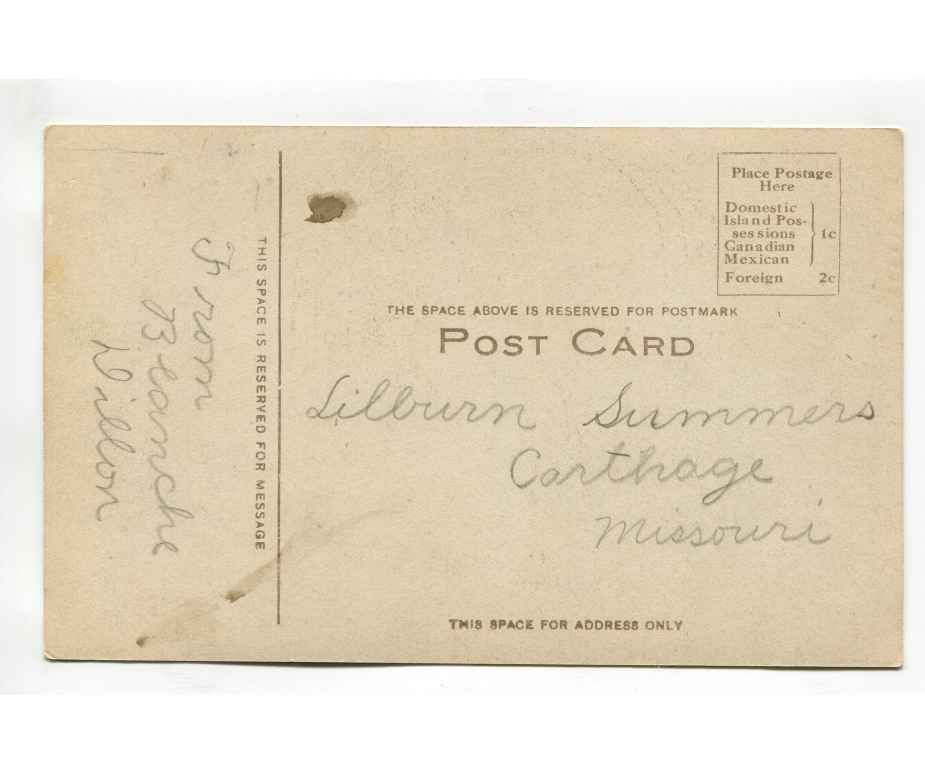 From
Blanche
Dillon
THIS SPACE IS RESERVED FOR MESSAGE
Place Postage
Here
Domestic
Island Pos-
sessions
Canadian
Mexican
1c
Foreign 2c
THE SPACE ABOVE IS RESERVED FOR POSTMARK
POST CARD
Lilburn Summers
Carthage
Missouri
THIS SPACE FOR ADDRESS ONLY